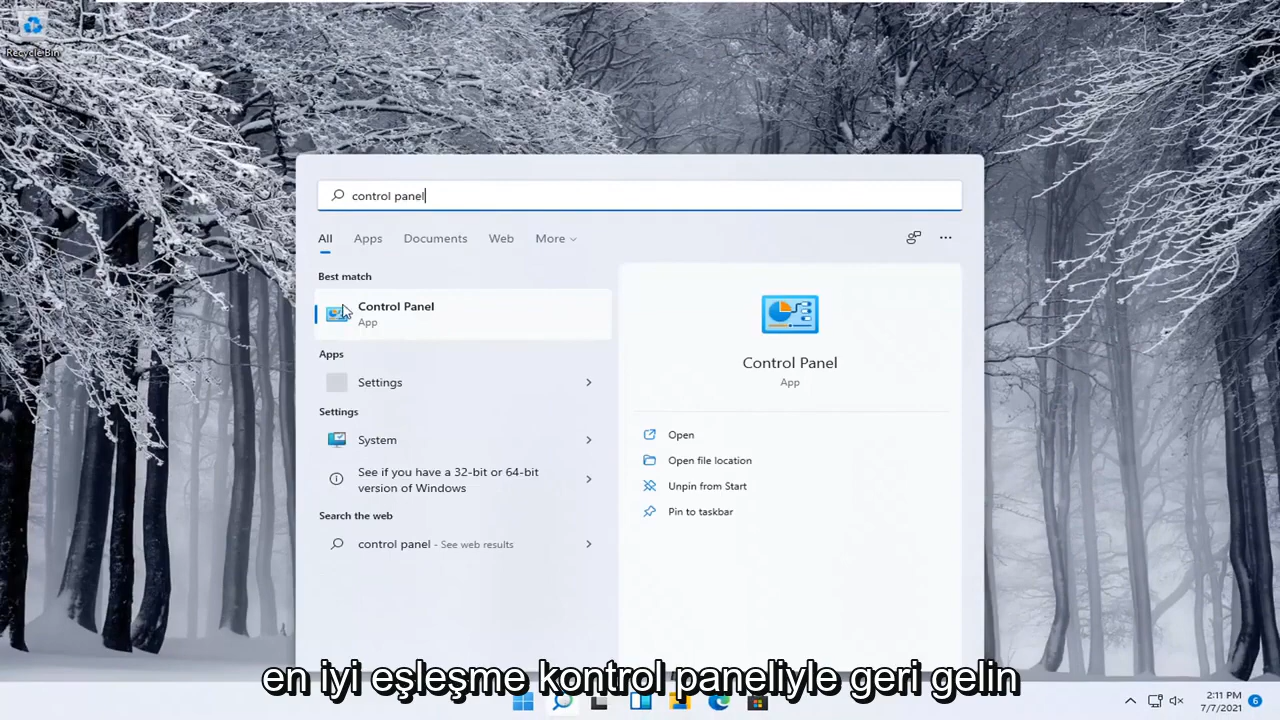 Recycle Bin
control panel
All Apps Documents Web More
Best match
Control Panel
App
Apps
Settings
Settings
System
See if you have a 32-bit or 64-bit
version of Windows
Search the web
control panel - See web results
Control Panel
App
Open
Open file location
Unpin from Start
Pin to taskbar
en iyi eşleşme kontrol paneliyle geri gelin
2:11 PM
7/7/2021
6